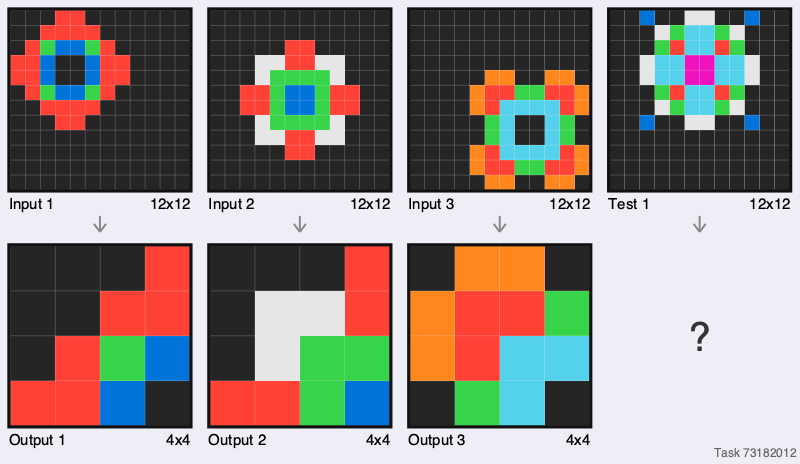 Input 1 12x12 Input 2 12x12 Input 3 12x12 Test 1 12x12
?
Output 1 4x4 Output 2 4x4 Output 3 4x4
Task 73182012